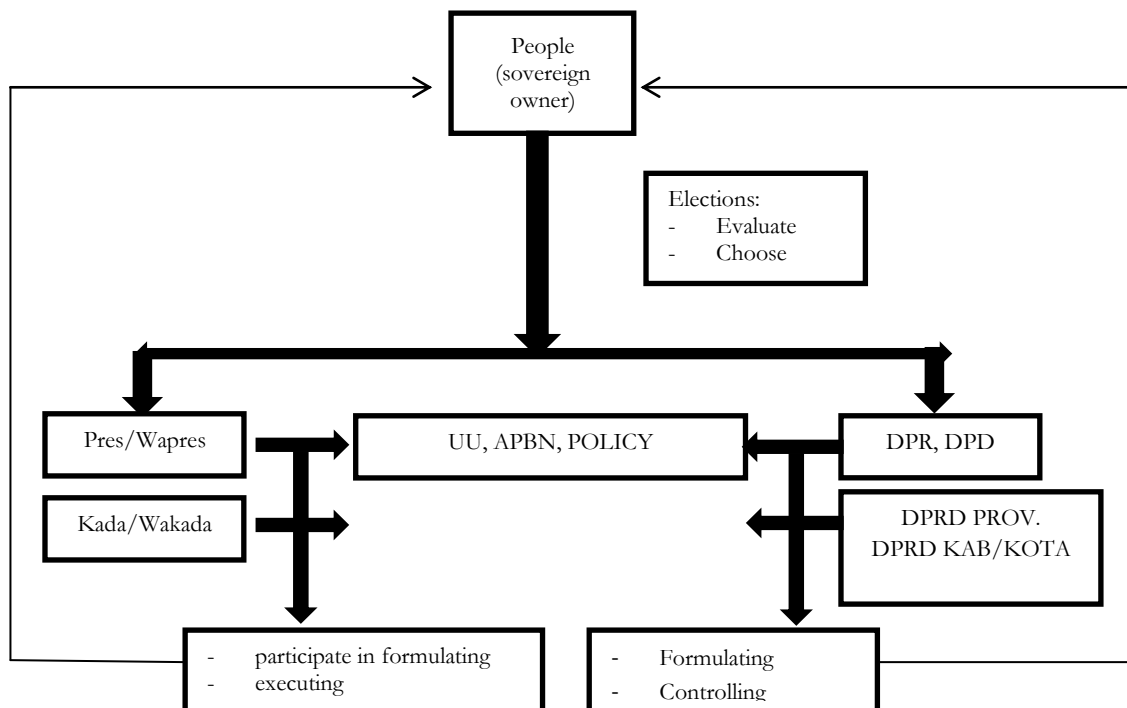 People
(sovereign
owner)
Elections:
- Evaluate
- Choose
Pres/Wapres
UU, APBN, POLICY
DPR, DPD
Kada/Wakada
DPRD PROV.
DPRD KAB/KOTA
- participate in formulating
- executing
- Formulating
- Controlling